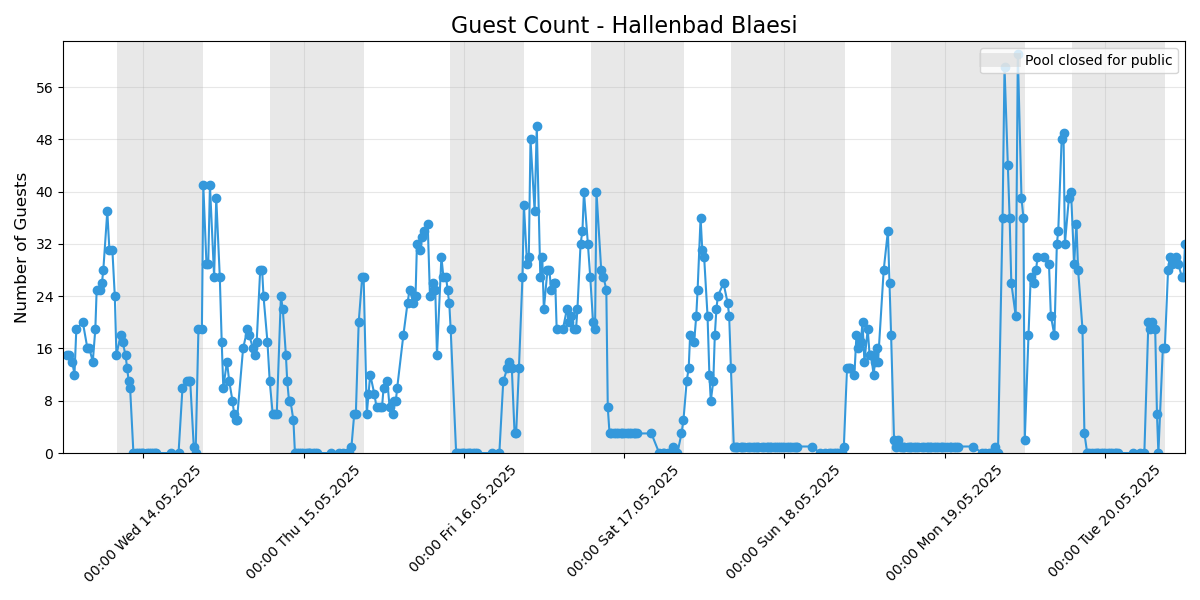 Guest Count - Hallenbad Blaesi
Pool closed for public
Number of Guests
56
48
40
32
24
16
8
0
00:00 Wed 14.05.2025
00:00 Thu 15.05.2025
00:00 Fri 16.05.2025
00:00 Sat 17.05.2025
00:00 Sun 18.05.2025
00:00 Mon 19.05.2025
00:00 Tue 20.05.2025